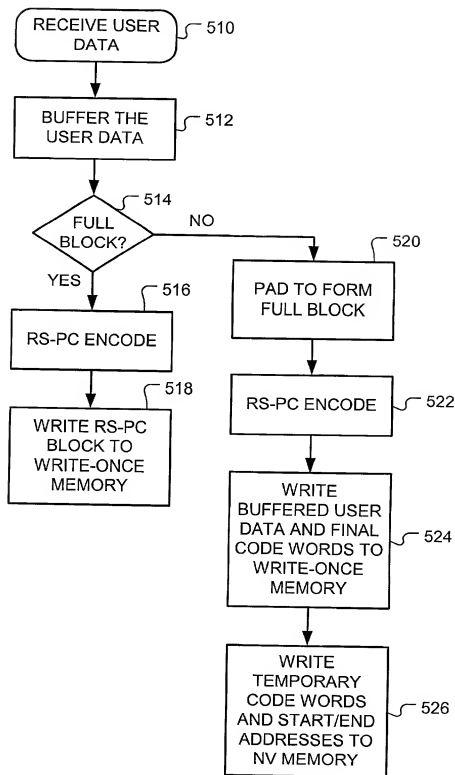 RECEIVE USER
DATA
510
BUFFER THE
USER DATA
512
514
FULL
BLOCK?
NO
YES
516
RS-PC ENCODE
518
WRITE RS-PC
BLOCK TO
WRITE-ONCE
MEMORY
520
PAD TO FORM
FULL BLOCK
RS-PC ENCODE
522
WRITE
BUFFERED USER
DATA AND FINAL
CODE WORDS TO
WRITE-ONCE
MEMORY
524
WRITE
TEMPORARY
CODE WORDS
AND START/END
ADDRESSES TO
NV MEMORY
526